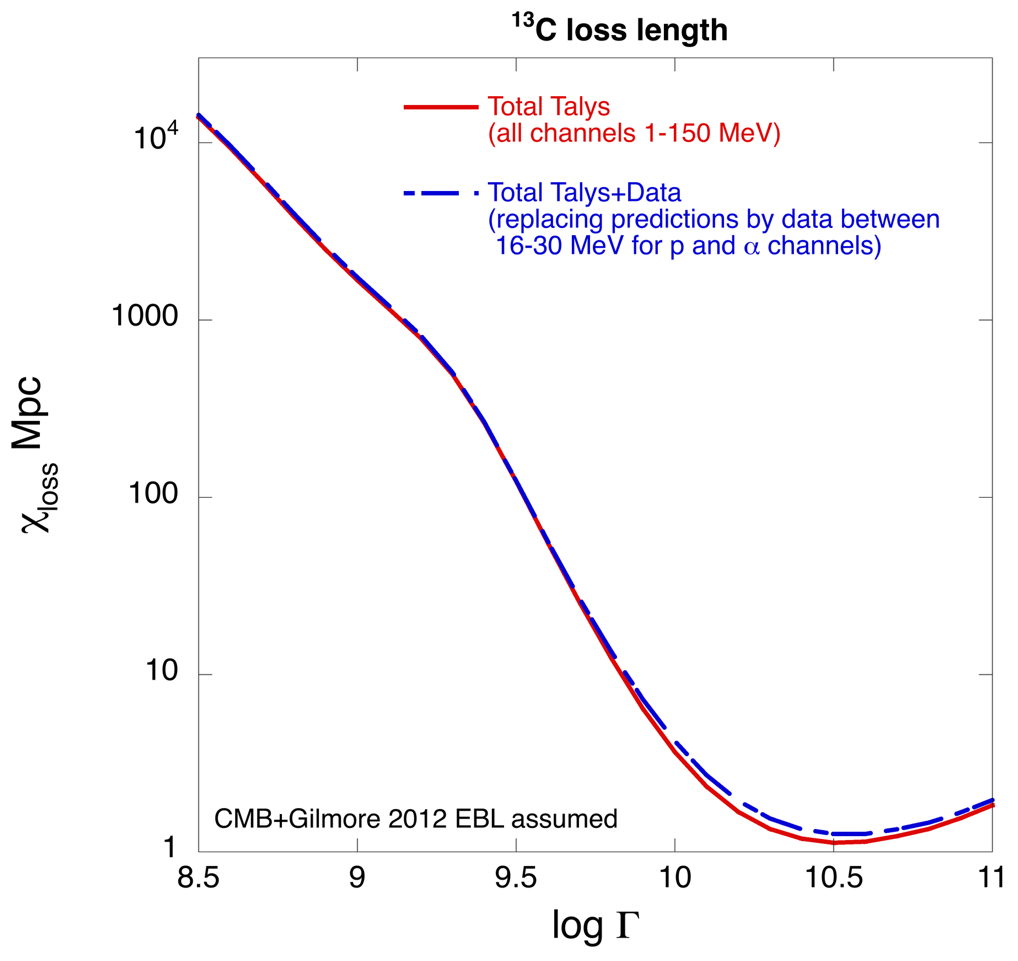 ¹³C loss length
Total Talys
(all channels 1-150 MeV)
Total Talys+Data
(replacing predictions by data between
16-30 MeV for p and α channels)
10⁴
1000
100
10
1
χloss Mpc
CMB+Gilmore 2012 EBL assumed
8.5 9 9.5 10 10.5 11
log Γ